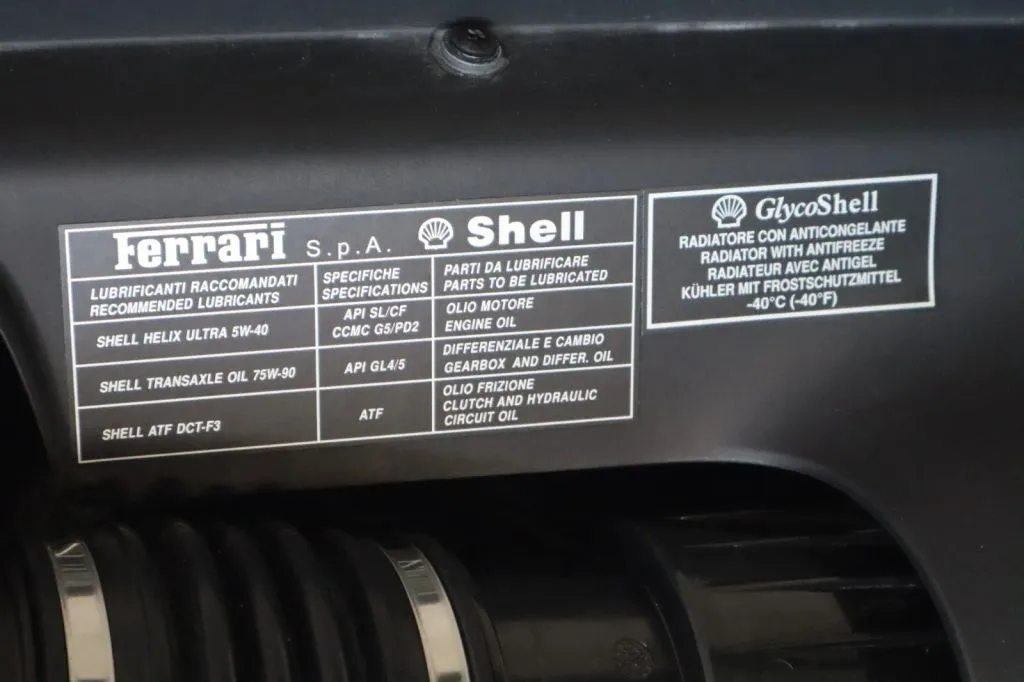 Ferrari S.p.A. Shell
LUBRIFICANTI RACCOMANDATI
RECOMMENDED LUBRICANTS
SPECIFICHE
SPECIFICATIONS
PARTI DA LUBRIFICARE
PARTS TO BE LUBRICATED
SHELL HELIX ULTRA 5W-40
API SL/CF
CCMC G5/PD2
OLIO MOTORE
ENGINE OIL
SHELL TRANSAXLE OIL 75W-90
API GL4/5
DIFFERENZIALE E CAMBIO
GEARBOX AND DIFFER. OIL
SHELL ATF DCT-F3
ATF
OLIO FRIZIONE
CLUTCH AND HYDRAULIC
CIRCUIT OIL
GlycoShell
RADIATORE CON ANTICONGELANTE
RADIATOR WITH ANTIFREEZE
RADIATEUR AVEC ANTIGEL
KÜHLER MIT FROSTSCHUTZMITTEL
-40°C (-40°F)